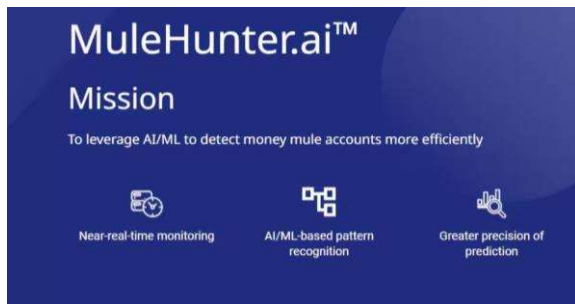 MuleHunter.ai™
Mission
To leverage AI/ML to detect money mule accounts more efficiently
Near-real-time monitoring
AI/ML-based pattern
recognition
Greater precision of
prediction